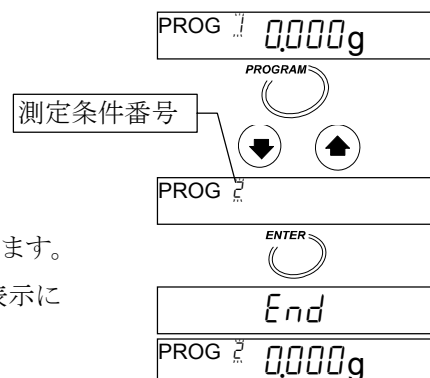 PROG 1 0.000g
PROGRAM
測定条件番号
PROG 2
ENTER
ます。
表示に
End
PROG 2 0.000g